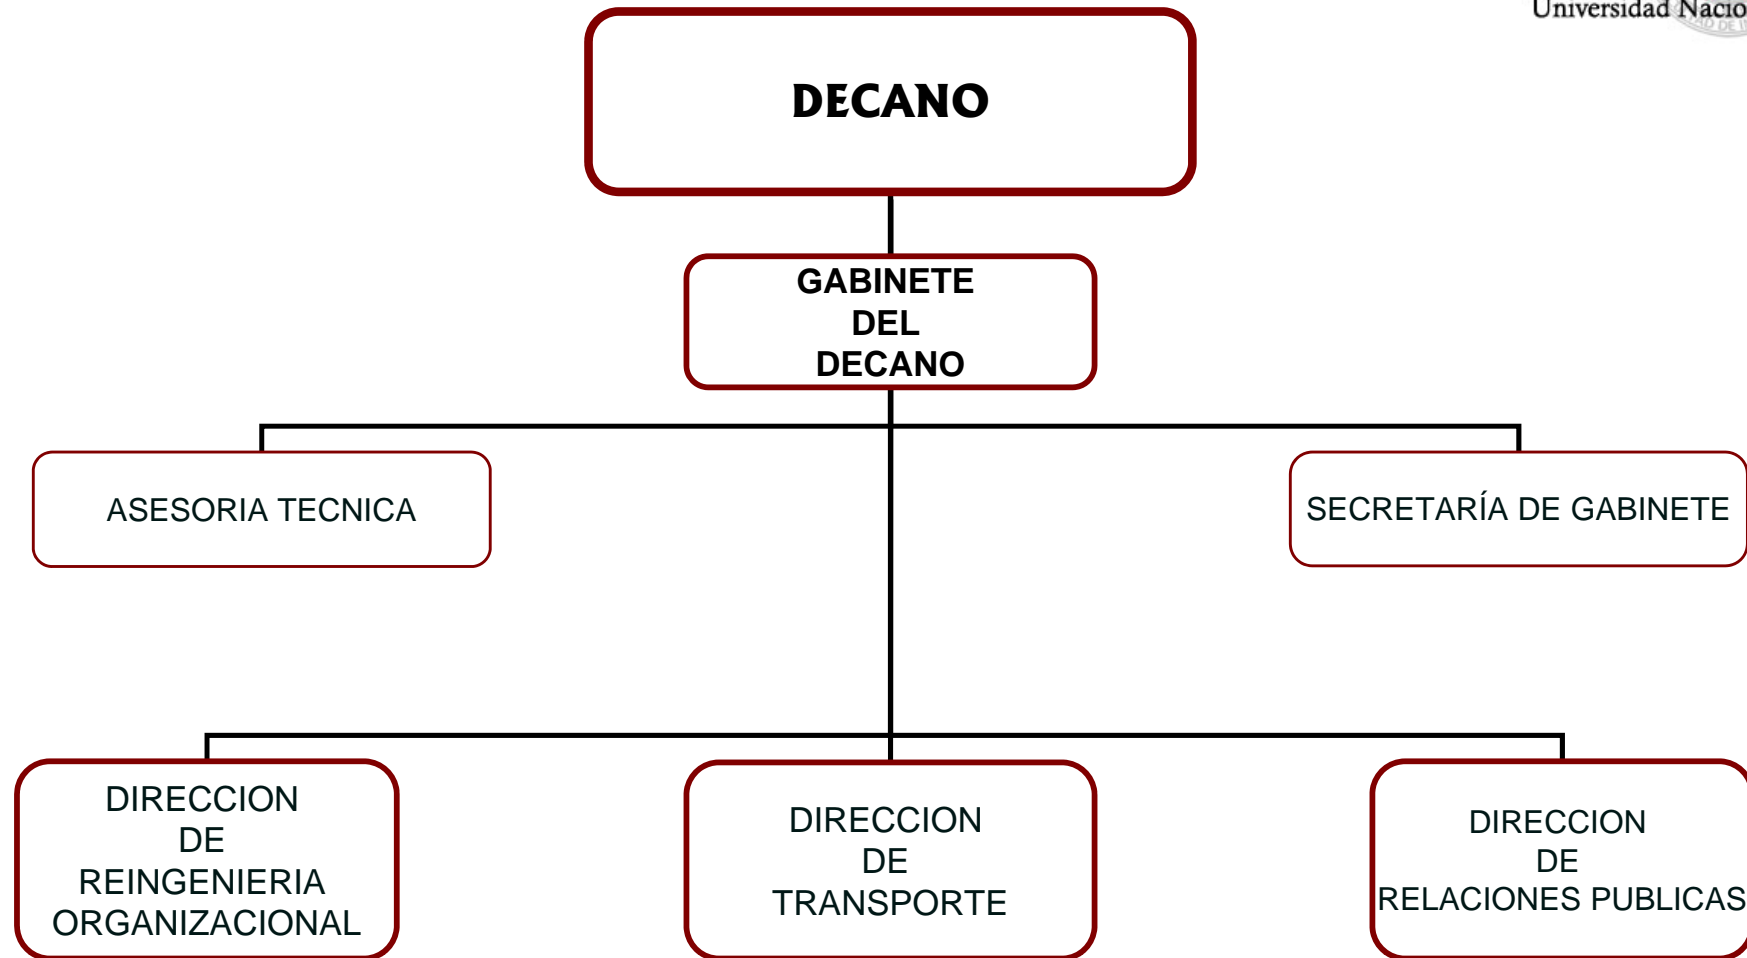 Universidad Nacio
DECANO
GABINETE
DEL
DECANO
ASESORIA TECNICA
SECRETARÍA DE GABINETE
DIRECCION
DE
REINGENIERIA
ORGANIZACIONAL
DIRECCION
DE
TRANSPORTE
DIRECCION
DE
RELACIONES PUBLICAS